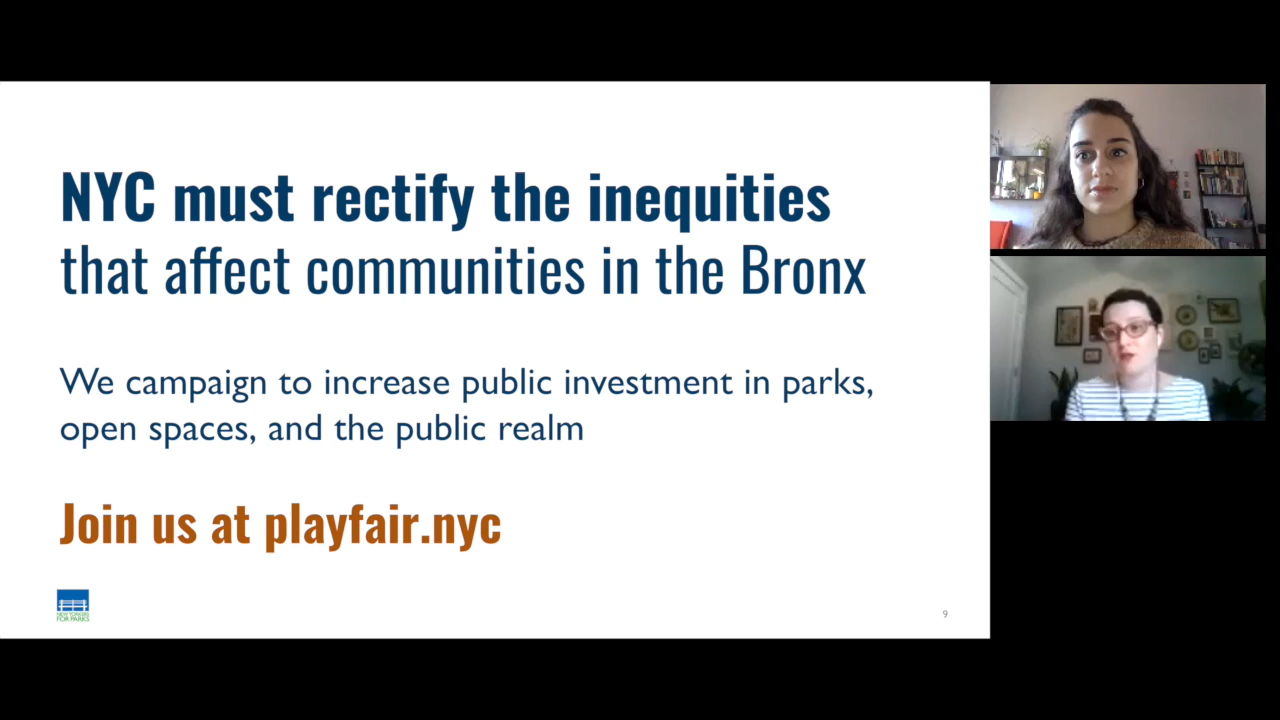 NYC must rectify the inequities
that affect communities in the Bronx
We campaign to increase public investment in parks,
open spaces, and the public realm
Join us at playfair.nyc
NEW YORKERS
FOR PARKS
9